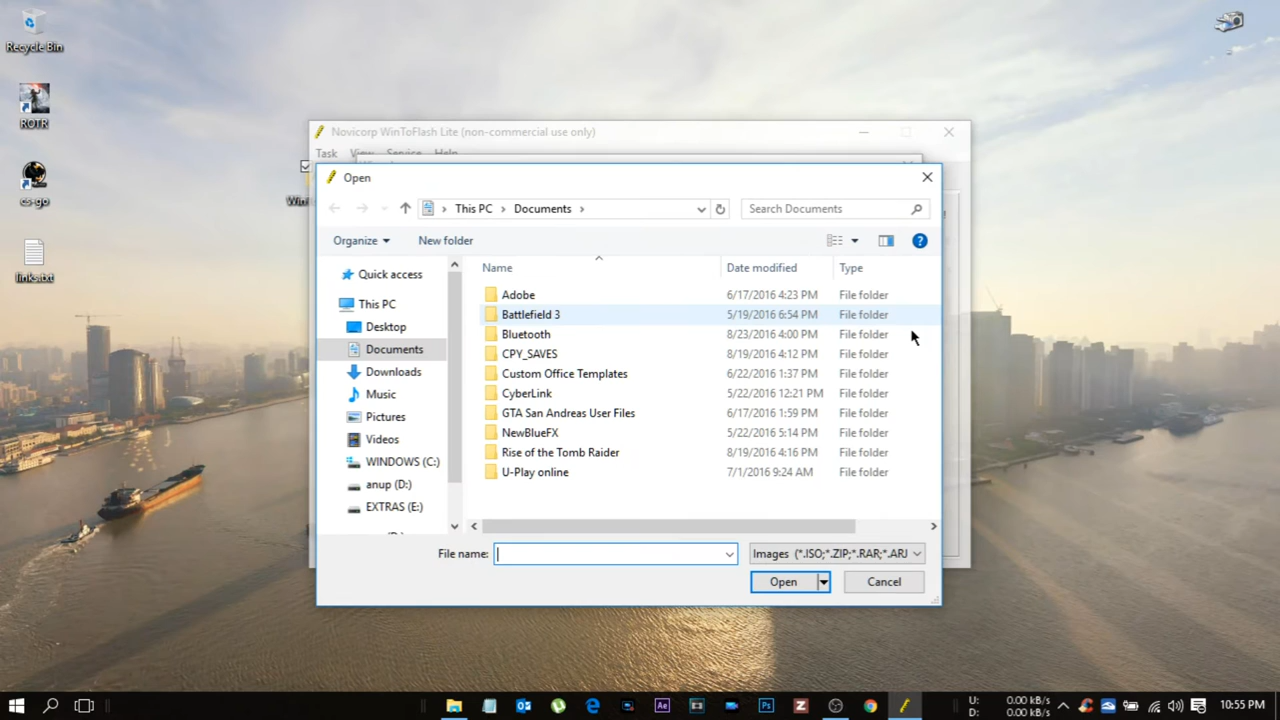 Recycle Bin
ROTR
cs-go
links.txt
Novicorp WinToFlash Lite (non-commercial use only)
Task View Service Help
Open
This PC > Documents >
Search Documents
Organize
New folder
Quick access
This PC
Desktop
Documents
Downloads
Music
Pictures
Videos
WINDOWS (C:)
anup (D:)
EXTRAS (E:)
Name Date modified Type
Adobe 6/17/2016 4:23 PM File folder
Battlefield 3 5/19/2016 6:54 PM File folder
Bluetooth 8/23/2016 4:00 PM File folder
CPY_SAVES 8/19/2016 4:12 PM File folder
Custom Office Templates 6/22/2016 1:37 PM File folder
CyberLink 5/22/2016 12:21 PM File folder
GTA San Andreas User Files 6/17/2016 1:59 PM File folder
NewBlueFX 5/22/2016 5:14 PM File folder
Rise of the Tomb Raider 8/19/2016 4:16 PM File folder
U-Play online 7/1/2016 9:24 AM File folder
File name:
Images (*.ISO;*.ZIP;*.RAR;*.ARJ
Open
Cancel
U: 0.00 kB/s
D: 0.00 kB/s
10:55 PM